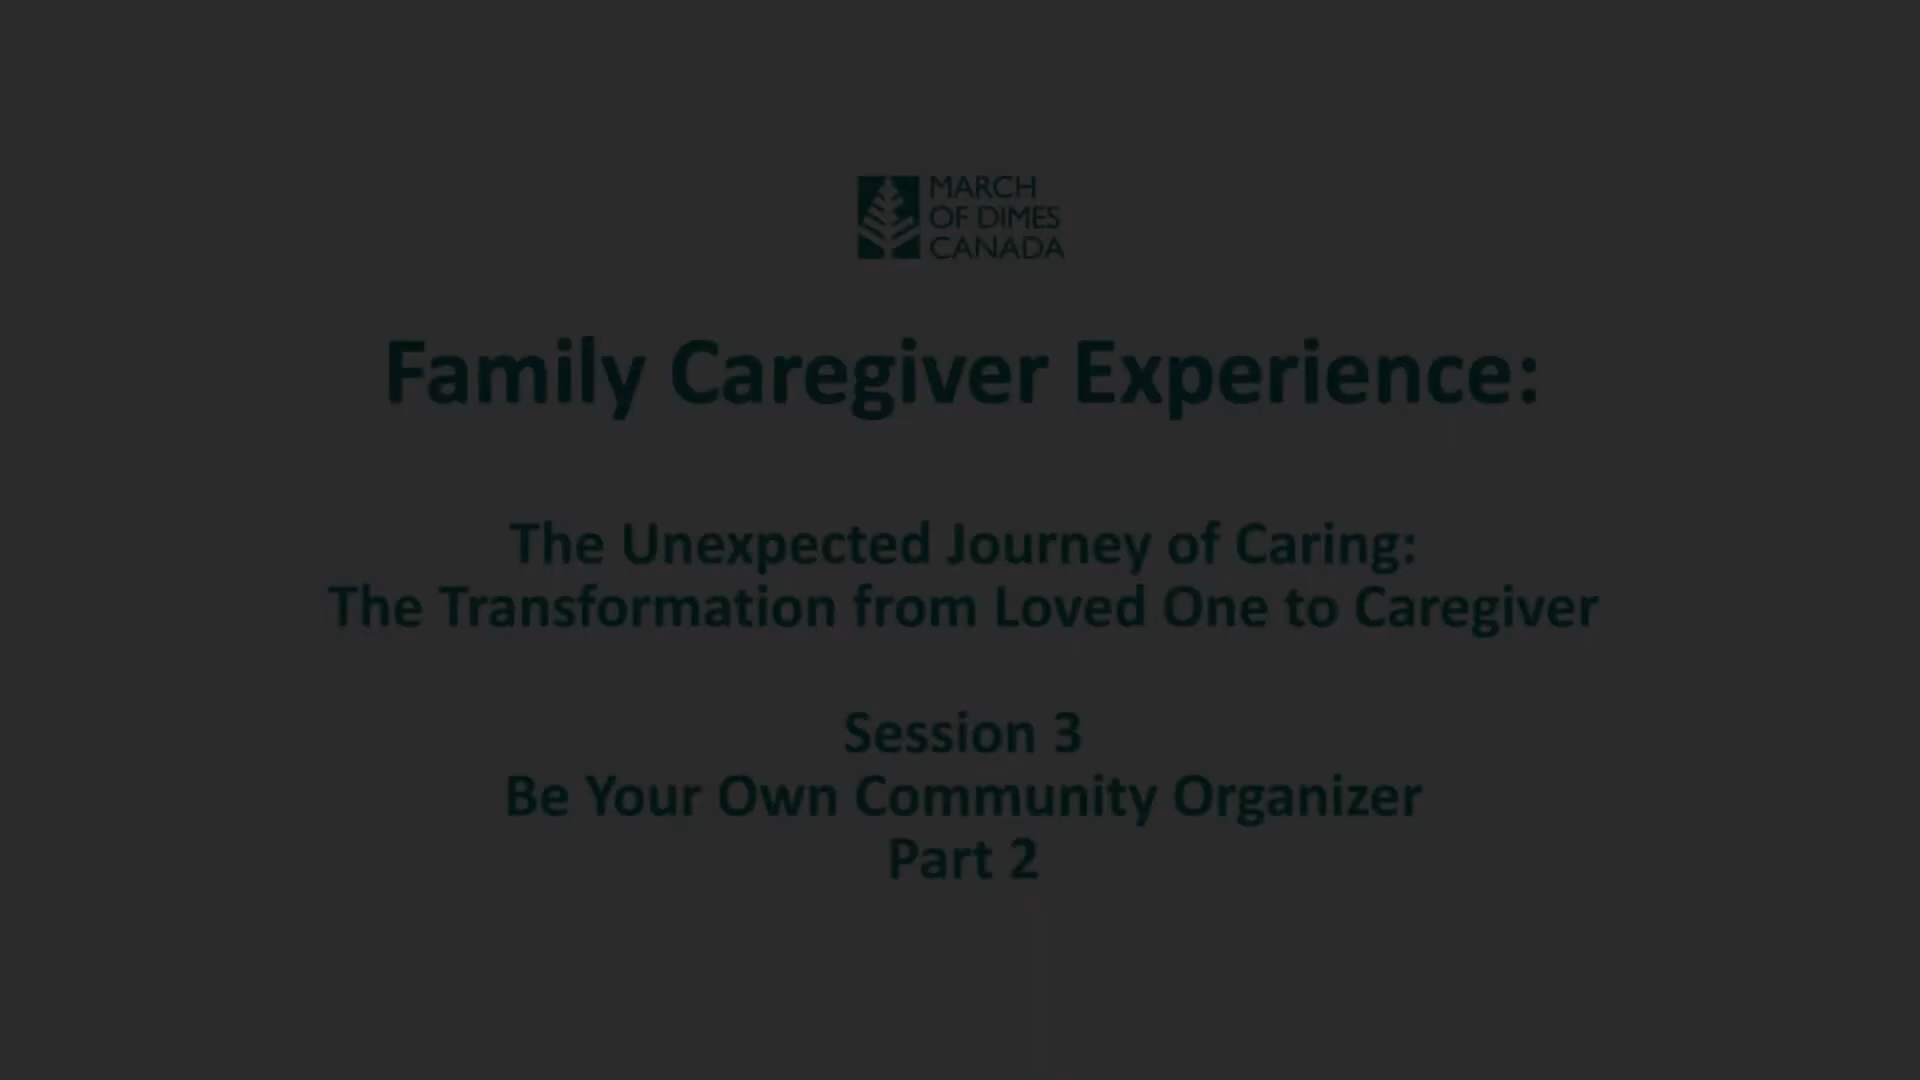 MARCH
OF DIMES
CANADA
Family Caregiver Experience:
The Unexpected Journey of Caring:
The Transformation from Loved One to Caregiver
Session 3
Be Your Own Community Organizer
Part 2